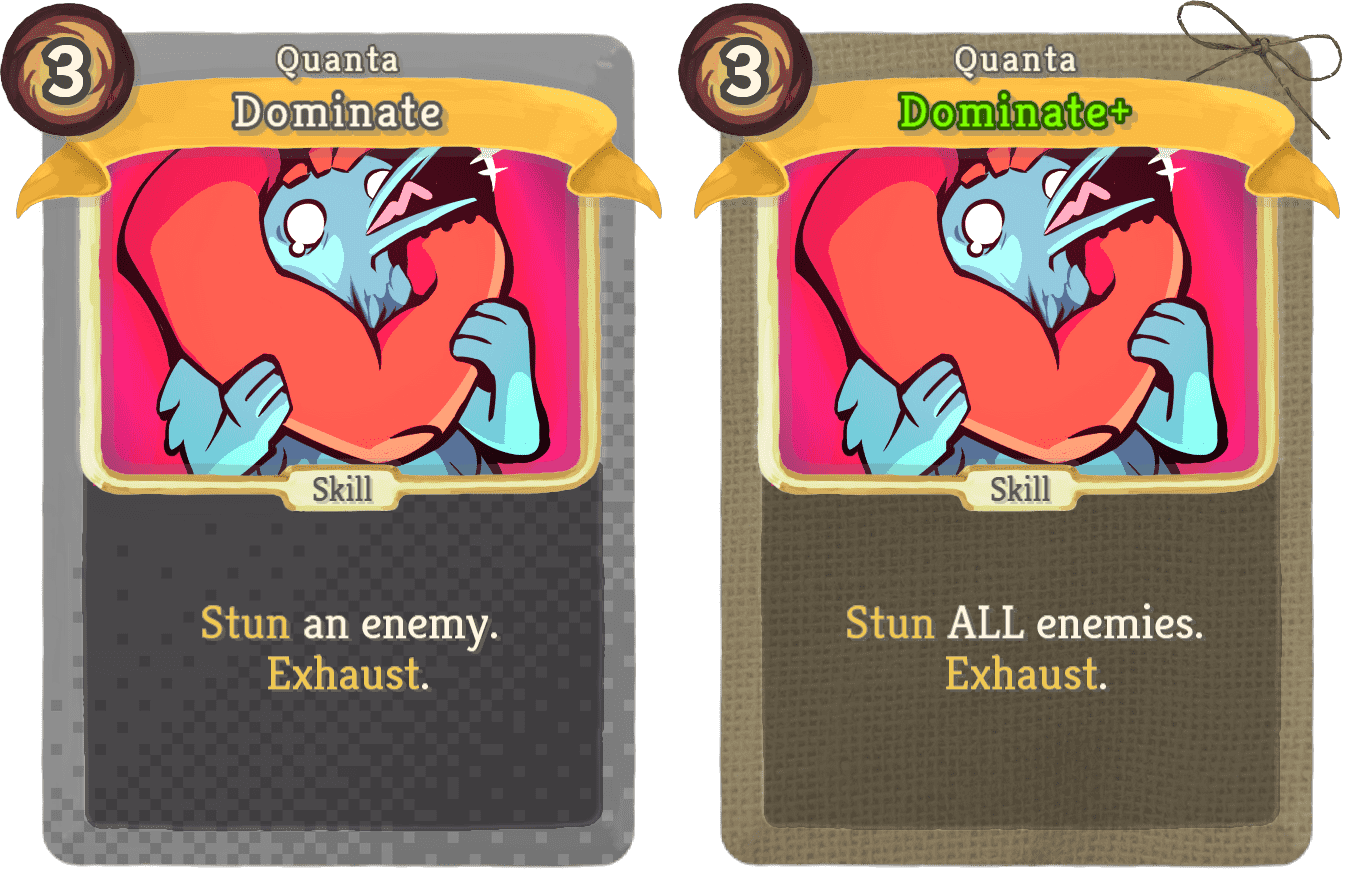 3
Quanta
Dominate
Skill
Stun an enemy.
Exhaust.
3
Quanta
Dominate+
Skill
Stun ALL enemies.
Exhaust.